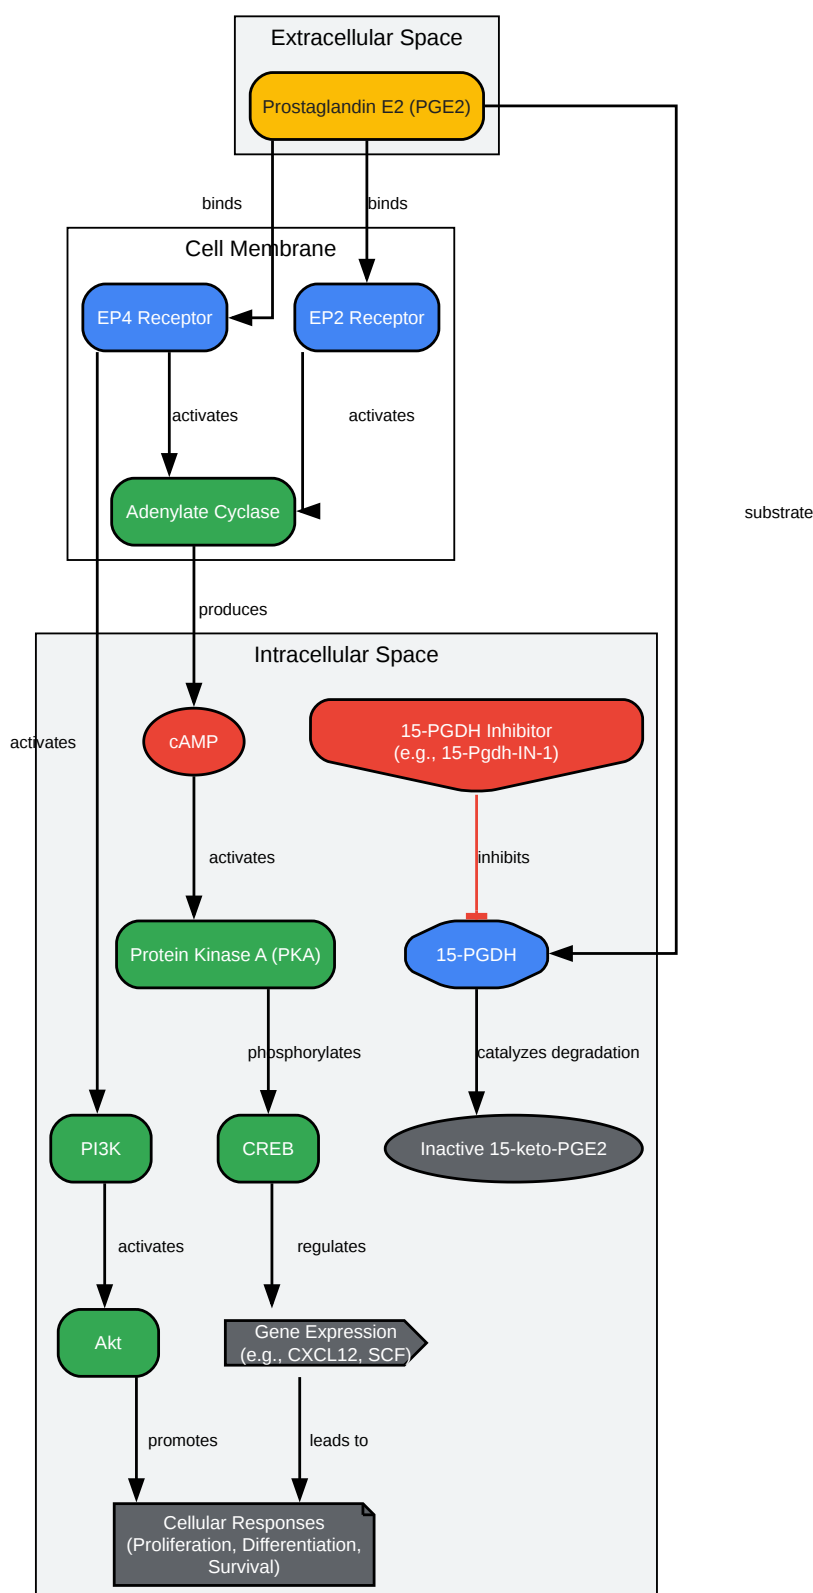 Extracellular Space
Prostaglandin E2 (PGE2)
binds
binds
Cell Membrane
EP4 Receptor
EP2 Receptor
activates
activates
Adenylate Cyclase
substrate
produces
Intracellular Space
cAMP
15-PGDH Inhibitor
(e.g., 15-Pgdh-IN-1)
activates
activates
inhibits
Protein Kinase A (PKA)
15-PGDH
phosphorylates
catalyzes degradation
PI3K
CREB
Inactive 15-keto-PGE2
activates
regulates
Akt
Gene Expression
(e.g., CXCL12, SCF)
promotes
leads to
Cellular Responses
(Proliferation, Differentiation,
Survival)